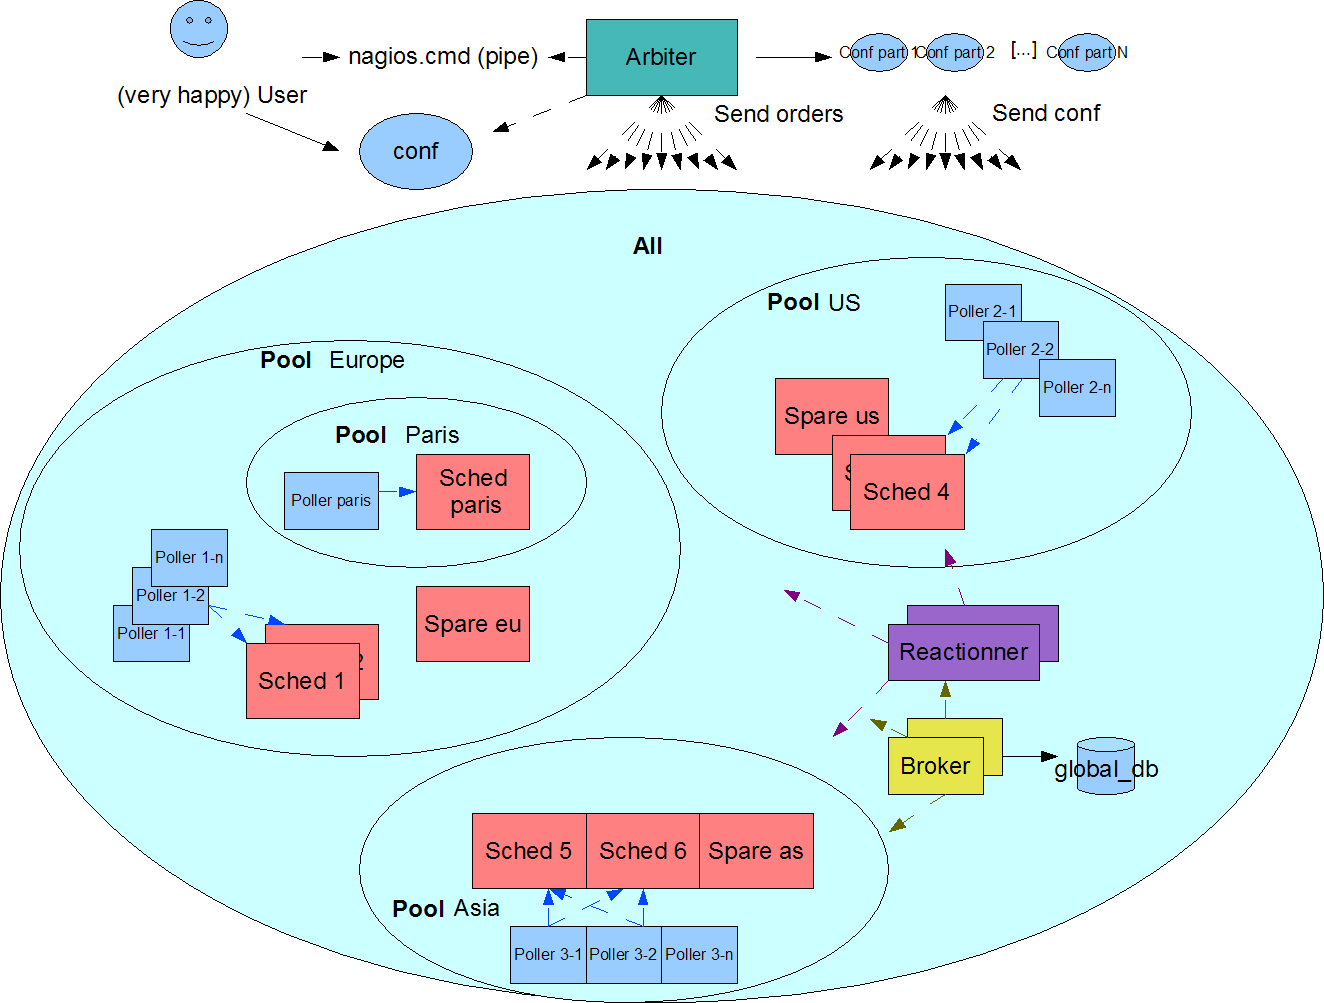 nagios.cmd (pipe)
Arbiter
Conf part 1
Conf part 2
[...]
Conf part N
(very happy) User
Send orders
Send conf
conf
All
Pool US
Poller 2-1
Poller 2-2
Poller 2-n
Spare us
S
Sched 4
Pool Europe
Pool Paris
Poller paris
Sched
paris
Poller 1-n
Poller 1-2
Poller 1-1
Spare eu
2
Sched 1
Reactionner
Broker
global_db
Sched 5
Sched 6
Spare as
Pool Asia
Poller 3-1
Poller 3-2
Poller 3-n